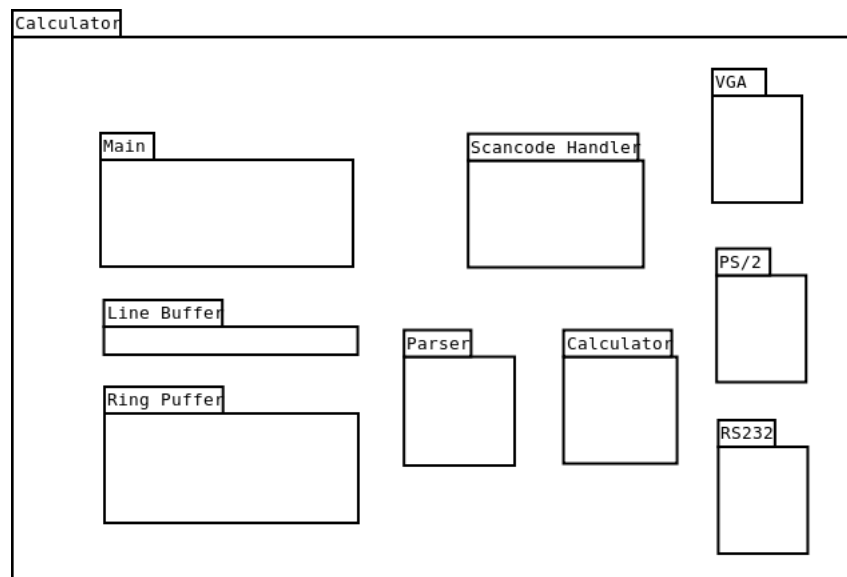 Calculator
VGA
Main
Scancode Handler
PS/2
Line Buffer
Parser
Calculator
Ring Puffer
RS232